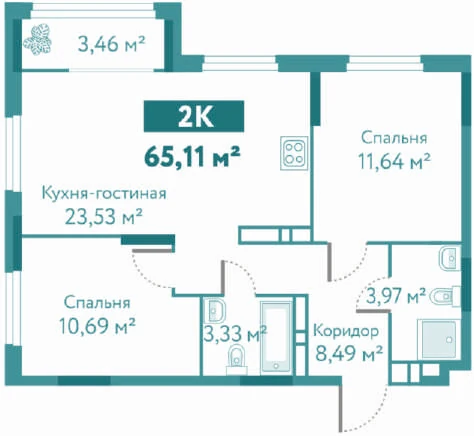 3,46 м²
2К
65,11 м²
Спальня
11,64 м²
Кухня-гостиная
23,53 м²
Спальня
10,69 м²
3,33 м²
3,97 м²
Коридор
8,49 м²